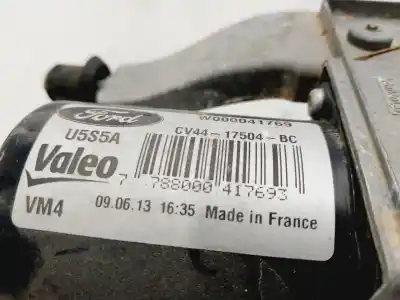 Ford
W000041769
U5S5A
CV44-17504-BC
Valeo
7 788000 417693
VM4
09.06.13 16:35 Made in France